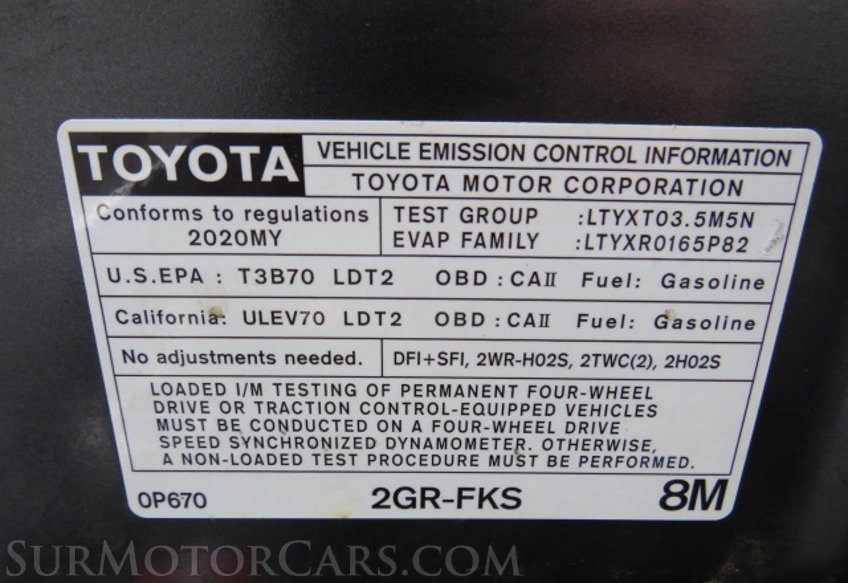 TOYOTA
VEHICLE EMISSION CONTROL INFORMATION
TOYOTA MOTOR CORPORATION
Conforms to regulations
2020MY
TEST GROUP :LTYXT03.5M5N
EVAP FAMILY :LTYXR0165P82
U.S.EPA : T3B70 LDT2 OBD : CAII Fuel: Gasoline
California: ULEV70 LDT2 OBD : CAII Fuel: Gasoline
No adjustments needed.
DFI+SFI, 2WR-HO2S, 2TWC(2), 2HO2S
LOADED I/M TESTING OF PERMANENT FOUR-WHEEL
DRIVE OR TRACTION CONTROL-EQUIPPED VEHICLES
MUST BE CONDUCTED ON A FOUR-WHEEL DRIVE
SPEED SYNCHRONIZED DYNAMOMETER. OTHERWISE,
A NON-LOADED TEST PROCEDURE MUST BE PERFORMED.
0P670 2GR-FKS 8M
SURMOTORCARS.COM